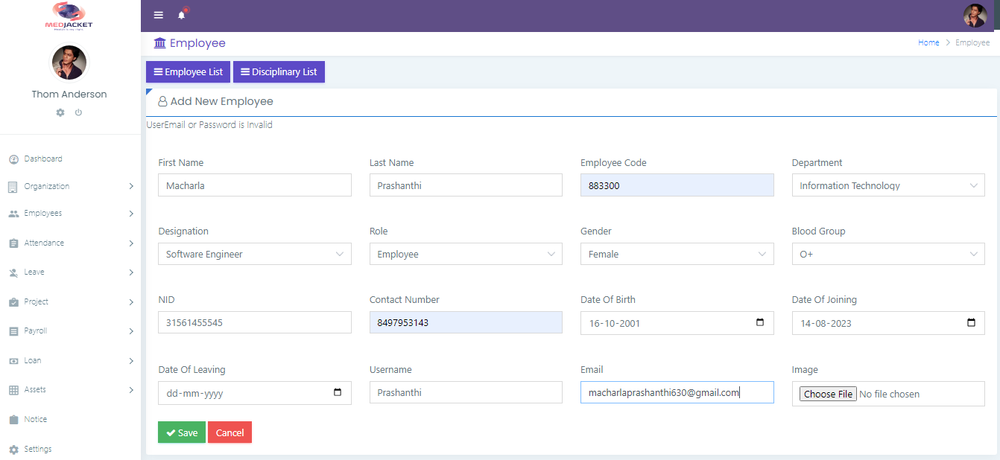 MEDJACKET
Thom Anderson
Dashboard
Organization
Employees
Attendance
Leave
Project
Payroll
Loan
Assets
Notice
Settings
Employee
Home > Employee
Employee List
Disciplinary List
Add New Employee
UserEmail or Password is Invalid
First Name
Last Name
Employee Code
Department
Macharla
Prashanthi
883300
Information Technology
Designation
Role
Gender
Blood Group
Software Engineer
Employee
Female
O+
NID
Contact Number
Date Of Birth
Date Of Joining
31561455545
8497953143
16-10-2001
14-08-2023
Date Of Leaving
Username
Email
Image
dd-mm-yyyy
Prashanthi
macharlaprashanthi630@gmail.com
Choose File No file chosen
Save
Cancel